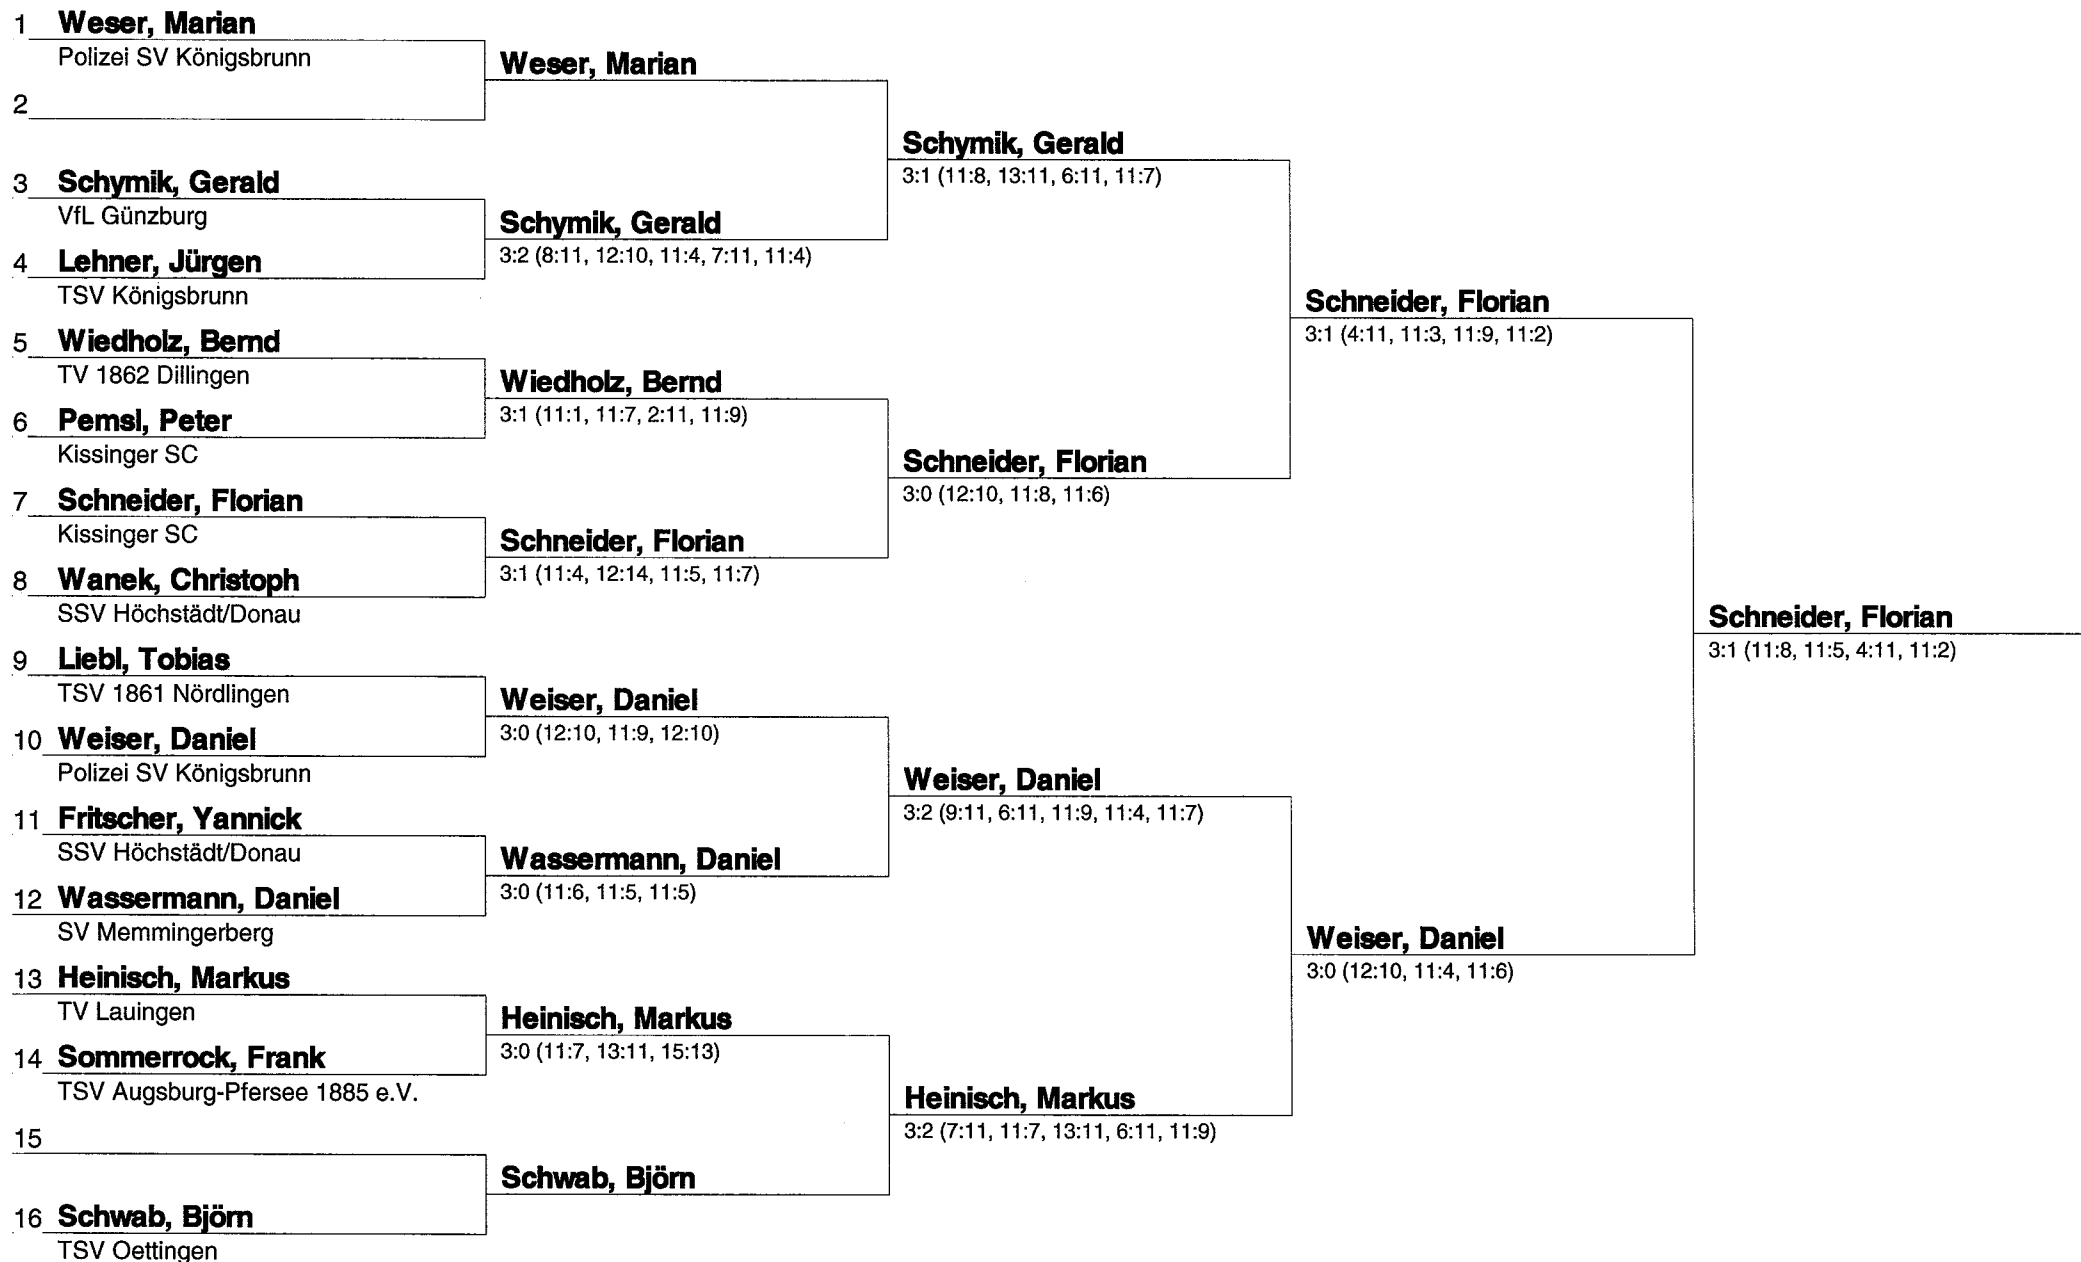 1 Weser, Marian
Polizei SV Königsbrunn
2
3 Schymik, Gerald
VfL Günzburg
4 Lehner, Jürgen
TSV Königsbrunn
5 Wiedholz, Bernd
TV 1862 Dillingen
6 Pemsl, Peter
Kissinger SC
7 Schneider, Florian
Kissinger SC
8 Wanek, Christoph
SSV Höchstädt/Donau
9 Liebl, Tobias
TSV 1861 Nördlingen
10 Weiser, Daniel
Polizei SV Königsbrunn
11 Fritscher, Yannick
SSV Höchstädt/Donau
12 Wassermann, Daniel
SV Memmingerberg
13 Heinisch, Markus
TV Lauingen
14 Sommerrock, Frank
TSV Augsburg-Pfersee 1885 e.V.
15
16 Schwab, Björn
TSV Oettingen
Weser, Marian
Schymik, Gerald
3:2 (8:11, 12:10, 11:4, 7:11, 11:4)
Wiedholz, Bernd
3:1 (11:1, 11:7, 2:11, 11:9)
Schneider, Florian
3:1 (11:4, 12:14, 11:5, 11:7)
Weiser, Daniel
3:0 (12:10, 11:9, 12:10)
Wassermann, Daniel
3:0 (11:6, 11:5, 11:5)
Heinisch, Markus
3:0 (11:7, 13:11, 15:13)
Schwab, Björn
Schymik, Gerald
3:1 (11:8, 13:11, 6:11, 11:7)
Schneider, Florian
3:0 (12:10, 11:8, 11:6)
Weiser, Daniel
3:2 (9:11, 6:11, 11:9, 11:4, 11:7)
Heinisch, Markus
3:2 (7:11, 11:7, 13:11, 6:11, 11:9)
Schneider, Florian
3:1 (4:11, 11:3, 11:9, 11:2)
Weiser, Daniel
3:0 (12:10, 11:4, 11:6)
Schneider, Florian
3:1 (11:8, 11:5, 4:11, 11:2)